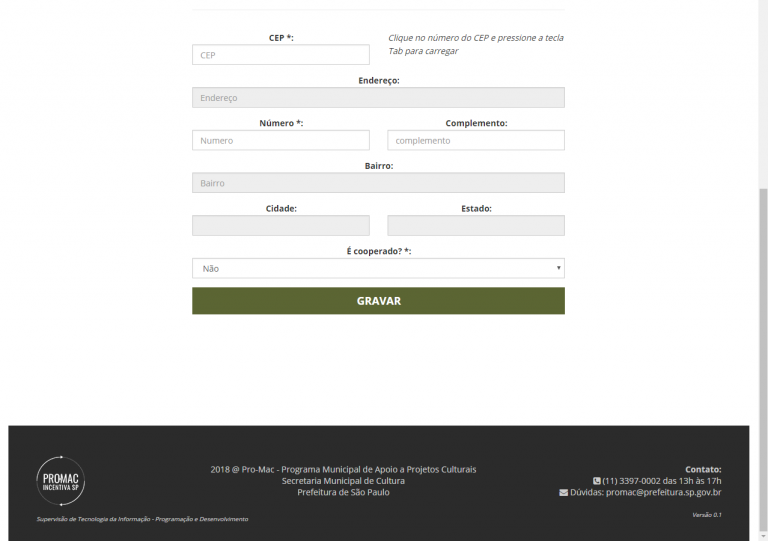 CEP *:
Clique no número do CEP e pressione a tecla
Tab para carregar
CEP
Endereço:
Endereço
Número *:
Complemento:
Numero
complemento
Bairro:
Bairro
Cidade:
Estado:
É cooperado? *:
Não
GRAVAR
PROMAC
INCENTIVA SP
2018 @ Pro-Mac - Programa Municipal de Apoio a Projetos Culturais
Secretaria Municipal de Cultura
Prefeitura de São Paulo
Contato:
(11) 3397-0002 das 13h às 17h
Dúvidas: promac@prefeitura.sp.gov.br
Supervisão de Tecnologia da Informação - Programação e Desenvolvimento
Versão 0.1